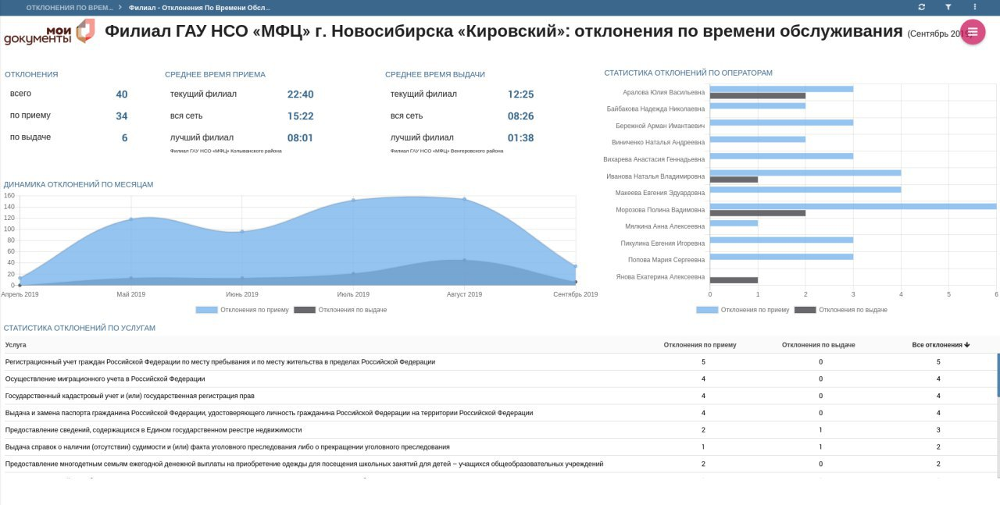 ОТКЛОНЕНИЯ ПО ВРЕМ... > Филиал - Отклонения По Времени Обсл...
мои документы
Филиал ГАУ НСО «МФЦ» г. Новосибирска «Кировский»: отклонения по времени обслуживания (Сентябрь 2019)
ОТКЛОНЕНИЯ
всего 40
по приему 34
по выдаче 6
СРЕДНЕЕ ВРЕМЯ ПРИЕМА
текущий филиал 22:40
вся сеть 15:22
лучший филиал 08:01
Филиал ГАУ НСО «МФЦ» Колыванского района
СРЕДНЕЕ ВРЕМЯ ВЫДАЧИ
текущий филиал 12:25
вся сеть 08:26
лучший филиал 01:38
Филиал ГАУ НСО «МФЦ» Венгеровского района
СТАТИСТИКА ОТКЛОНЕНИЙ ПО ОПЕРАТОРАМ
Аралова Юлия Васильевна
Байбакова Надежда Николаевна
Бережной Арман Имантаевич
Виниченко Наталья Андреевна
Вихарева Анастасия Геннадьевна
Иванова Наталья Владимировна
Макеева Евгения Эдуардовна
Морозова Полина Вадимовна
Мялкина Анна Алексеевна
Пикулина Евгения Игоревна
Попова Мария Сергеевна
Янова Екатерина Алексеевна
0 1 2 3 4 5 6
Отклонения по приему Отклонения по выдаче
ДИНАМИКА ОТКЛОНЕНИЙ ПО МЕСЯЦАМ
160
140
120
100
80
60
40
20
0
Апрель 2019 Май 2019 Июнь 2019 Июль 2019 Август 2019 Сентябрь 2019
Отклонения по приему Отклонения по выдаче
СТАТИСТИКА ОТКЛОНЕНИЙ ПО УСЛУГАМ
Услуга Отклонения по приему Отклонения по выдаче Все отклонения ↓
Регистрационный учет граждан Российской Федерации по месту пребывания и по месту жительства в пределах Российской Федерации 5 0 5
Осуществление миграционного учета в Российской Федерации 4 0 4
Государственный кадастровый учет и (или) государственная регистрация прав 4 0 4
Выдача и замена паспорта гражданина Российской Федерации, удостоверяющего личность гражданина Российской Федерации на территории Российской Федерации 4 0 4
Предоставление сведений, содержащихся в Едином государственном реестре недвижимости 2 1 3
Выдача справок о наличии (отсутствии) судимости и (или) факта уголовного преследования либо о прекращении уголовного преследования 1 1 2
Предоставление многодетным семьям ежегодной денежной выплаты на приобретение одежды для посещения школьных занятий для детей – учащихся общеобразовательных учреждений 2 0 2